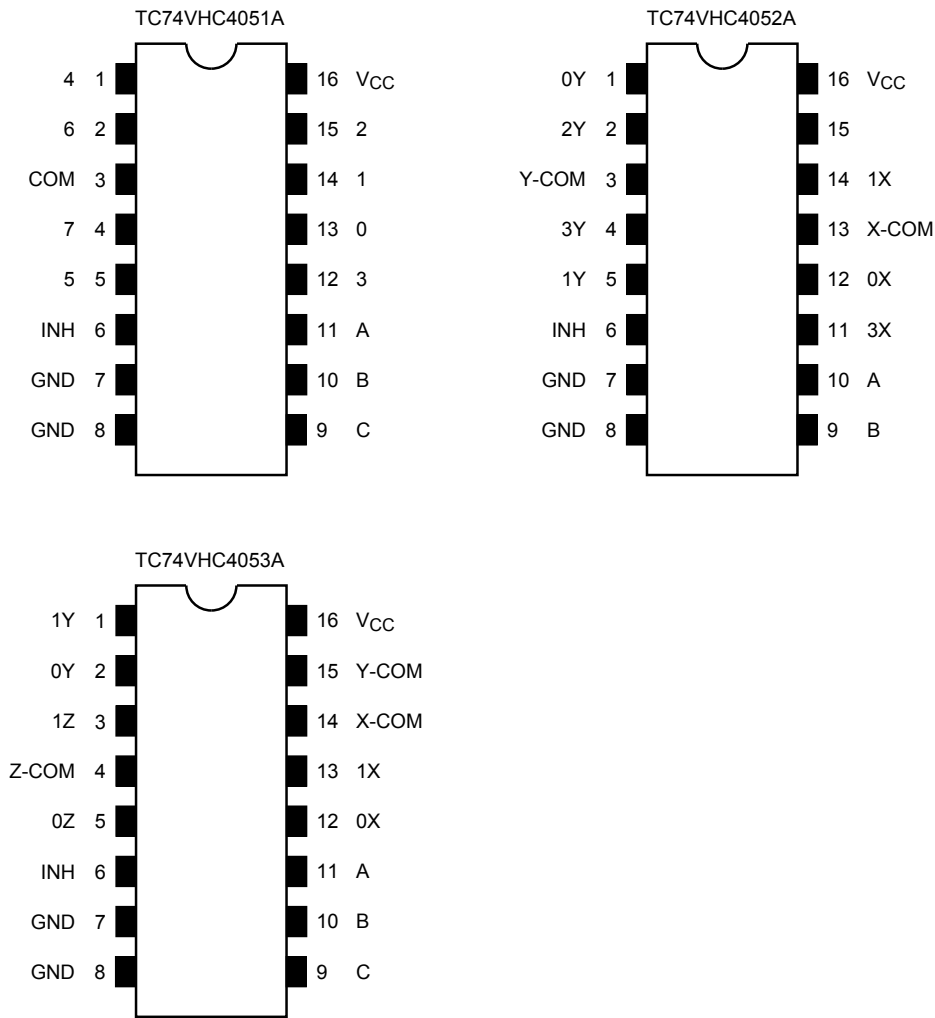 TC74VHC4051A
4 1 16 VCC
6 2 15 2
COM 3 14 1
7 4 13 0
5 5 12 3
INH 6 11 A
GND 7 10 B
GND 8 9 C
TC74VHC4052A
0Y 1 16 VCC
2Y 2 15
Y-COM 3 14 1X
3Y 4 13 X-COM
1Y 5 12 0X
INH 6 11 3X
GND 7 10 A
GND 8 9 B
TC74VHC4053A
1Y 1 16 VCC
0Y 2 15 Y-COM
1Z 3 14 X-COM
Z-COM 4 13 1X
0Z 5 12 0X
INH 6 11 A
GND 7 10 B
GND 8 9 C